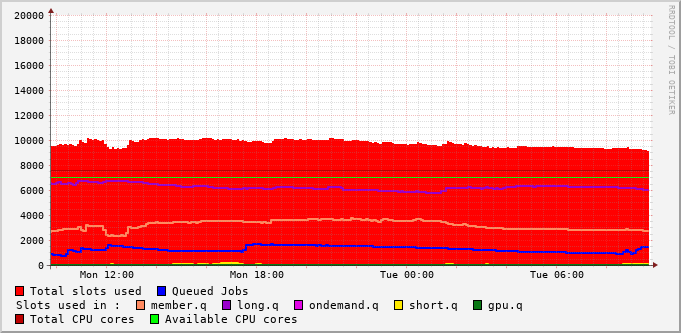 20000
18000
16000
14000
12000
10000
8000
6000
4000
2000
0
Mon 12:00 Mon 18:00 Tue 00:00 Tue 06:00
Total slots used Queued Jobs
Slots used in : member.q long.q ondemand.q short.q gpu.q
Total CPU cores Available CPU cores
RRDTOOL / TOBI OETIKER